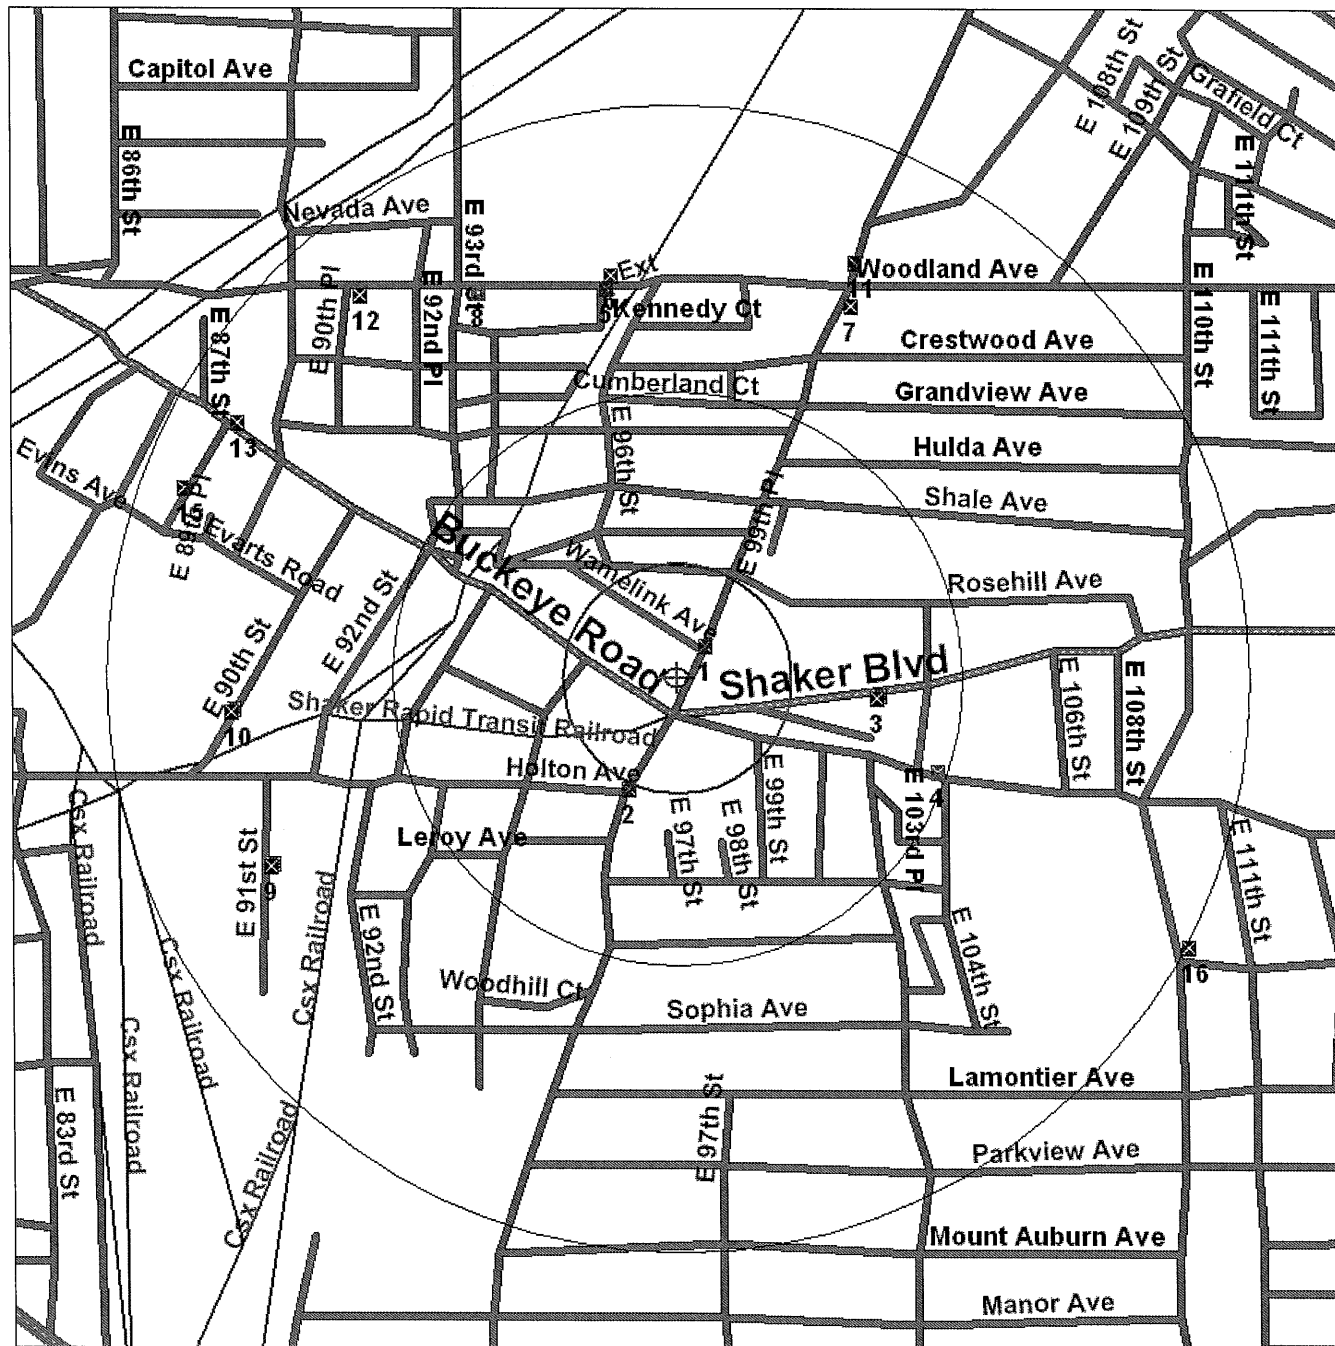 Capitol Ave
E 86th St
Nevada Ave
E 93rd St
E 108th St
E 109th St
Grafield Ct
E 111th St
Ext
Woodland Ave
11
7
Kennedy Ct
E 90th Pl
12
E 92nd Pl
8
E 110th St
E 111th St
E 87th St
Crestwood Ave
Cumberland Ct
Grandview Ave
13
E 96th St
Hulda Ave
Evins Ave
15
E 89th Pl
Shale Ave
E 99th Pl
Evarts Road
Buckeye Road
Wamelink Av
Rosehill Ave
E 92nd St
1
Shaker Blvd
3
E 90th St
10
Shaker Rapid Transit Railroad
E 106th St
E 108th St
Holton Ave
2
4
E 99th St
E 103rd Pl
E 97th St
E 98th St
Leroy Ave
E 91st St
9
Csx Railroad
E 111th St
E 92nd St
Csx Railroad
Csx Railroad
E 104th St
16
Woodhill Ct
Sophia Ave
Csx Railroad
Lamontier Ave
E 83rd St
E 97th St
Csx Railroad
Parkview Ave
Mount Auburn Ave
Manor Ave